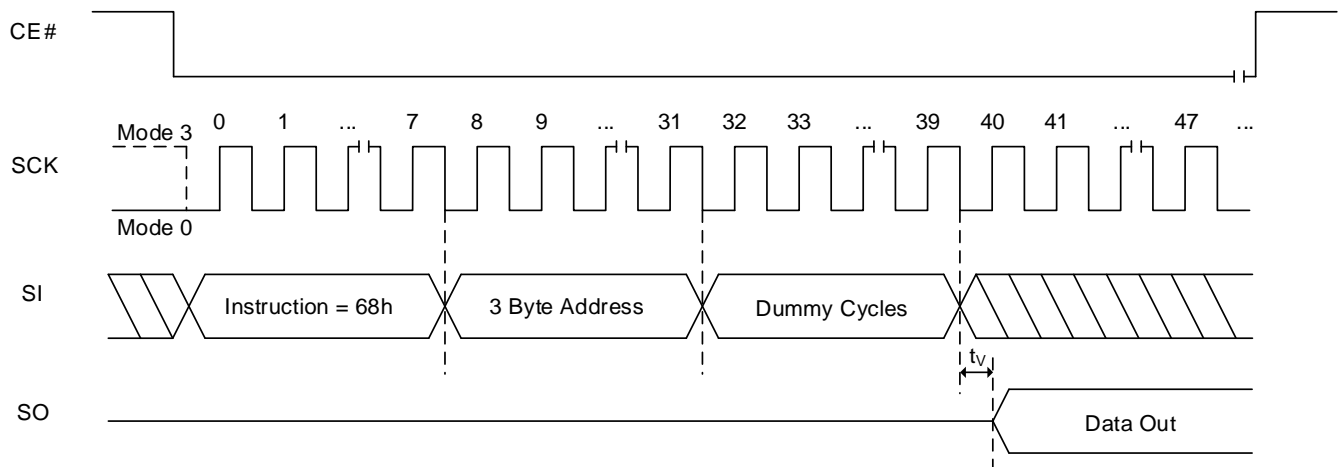 CE#
Mode 3 0 1 ... 7 8 9 ... 31 32 33 ... 39 40 41 ... 47 ...
SCK
Mode 0
SI Instruction = 68h 3 Byte Address Dummy Cycles
tV
SO Data Out